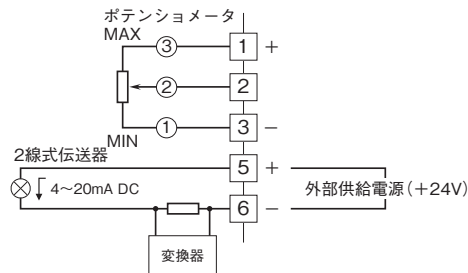 ポテンショメータ
MAX
3
1 +
2
2
1
3 −
MIN
2線式伝送器
5 +
4〜20mA DC
外部供給電源(+24V)
6 −
変換器